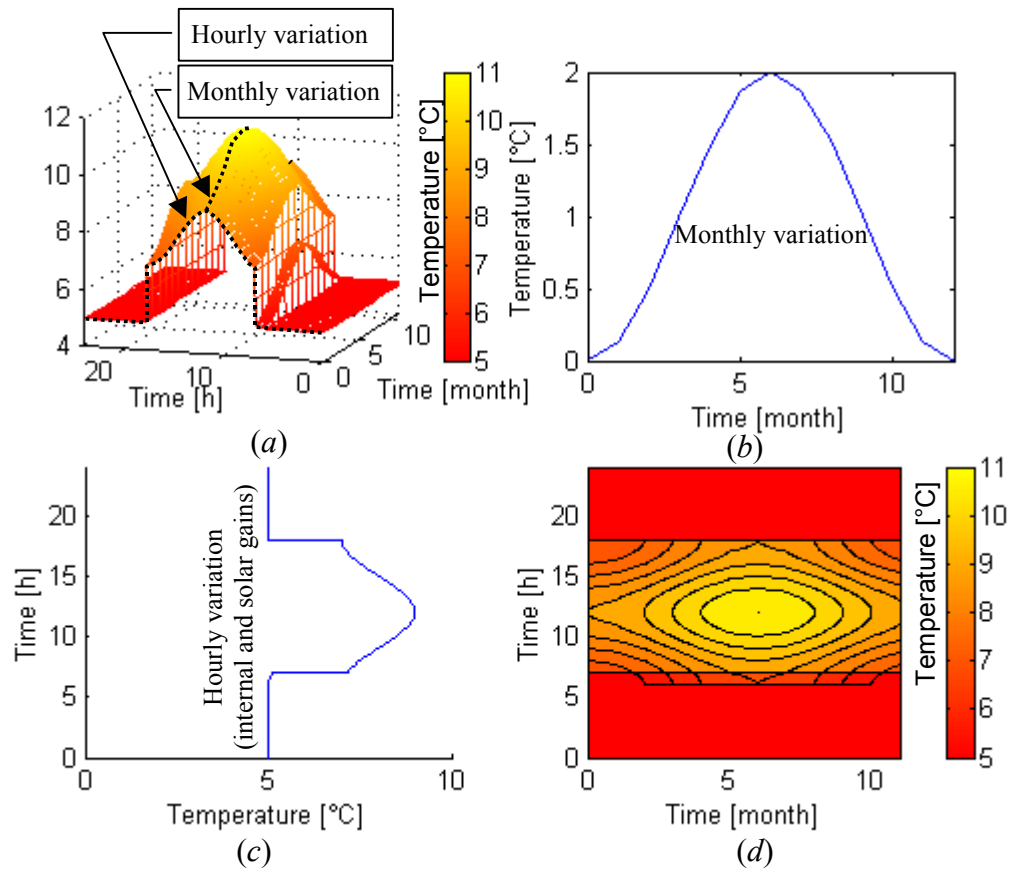 Hourly variation
Monthly variation
12
10
8
6
4
20
10
0
Time [h]
0
5
10
Time [month]
11
10
9
8
7
6
5
Temperature [°C]
(a)
2
1.5
1
0.5
0
Temperature [°C]
Monthly variation
0
5
10
Time [month]
(b)
20
15
10
5
0
Time [h]
Hourly variation
(internal and solar gains)
0
5
10
Temperature [°C]
(c)
20
15
10
5
0
Time [h]
0
5
10
Time [month]
Temperature [°C]
11
10
9
8
7
6
5
(d)